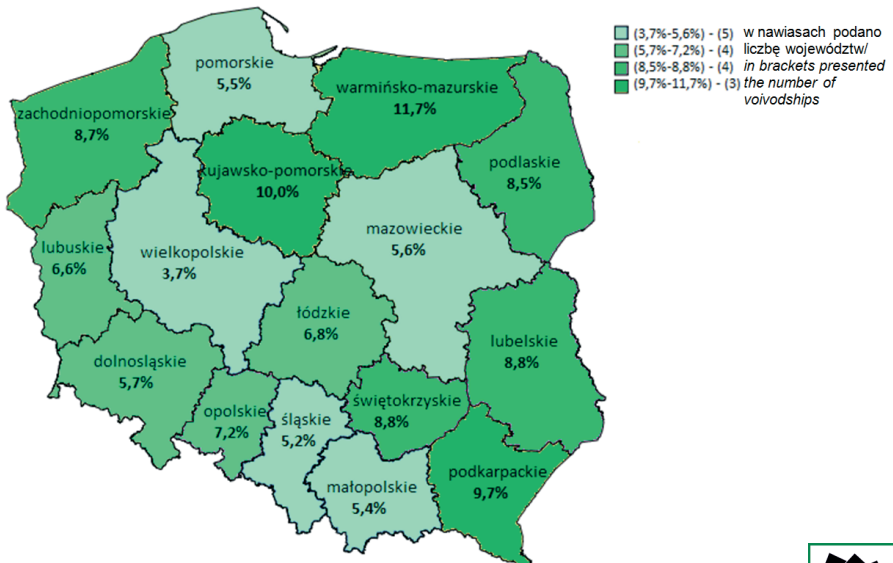 (3,7%-5,6%) - (5) w nawiasach podano
(5,7%-7,2%) - (4) liczbę województw/
(8,5%-8,8%) - (4) in brackets presented
(9,7%-11,7%) - (3) the number of
voivodships
pomorskie
5,5%
warmińsko-mazurskie
11,7%
zachodniopomorskie
8,7%
podlaskie
8,5%
kujawsko-pomorskie
10,0%
mazowieckie
5,6%
lubuskie
6,6%
wielkopolskie
3,7%
łódzkie
6,8%
lubelskie
8,8%
dolnośląskie
5,7%
opolskie
7,2%
śląskie
5,2%
świętokrzyskie
8,8%
małopolskie
5,4%
podkarpackie
9,7%